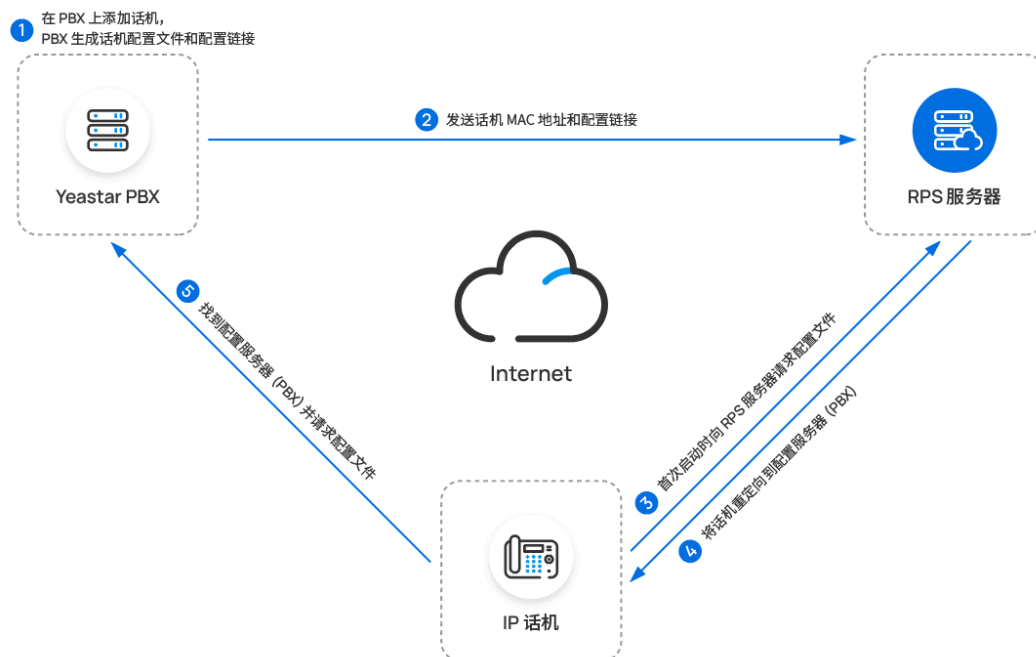 1 在 PBX 上添加话机，
PBX 生成话机配置文件和配置链接
2 发送话机 MAC 地址和配置链接
Yeastar PBX
RPS 服务器
5 找到配置服务器 (PBX) 并请求配置文件
Internet
3 首次启动时向 RPS 服务器请求配置文件
4 将话机重定向到配置服务器 (PBX)
IP 话机